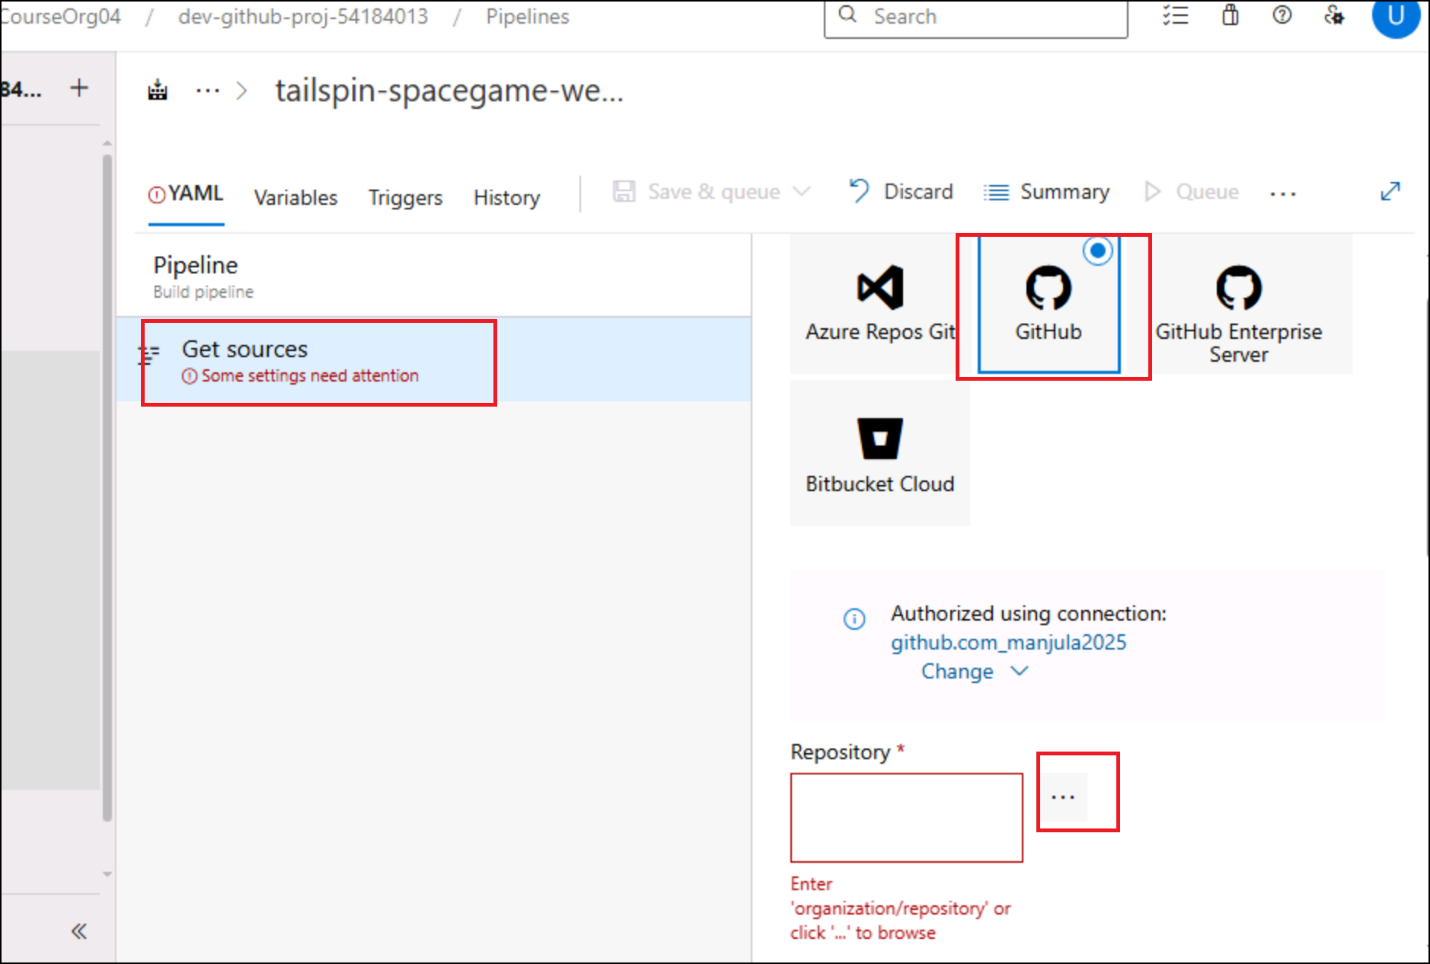 CourseOrg04 / dev-github-proj-54184013 / Pipelines
Search
U
84...
tailspin-spacegame-we...
YAML
Variables
Triggers
History
Save & queue
Discard
Summary
Queue
Pipeline
Build pipeline
Get sources
Some settings need attention
Azure Repos Git
GitHub
GitHub Enterprise
Server
Bitbucket Cloud
Authorized using connection:
github.com_manjula2025
Change
Repository *
...
Enter
'organization/repository' or
click '...' to browse